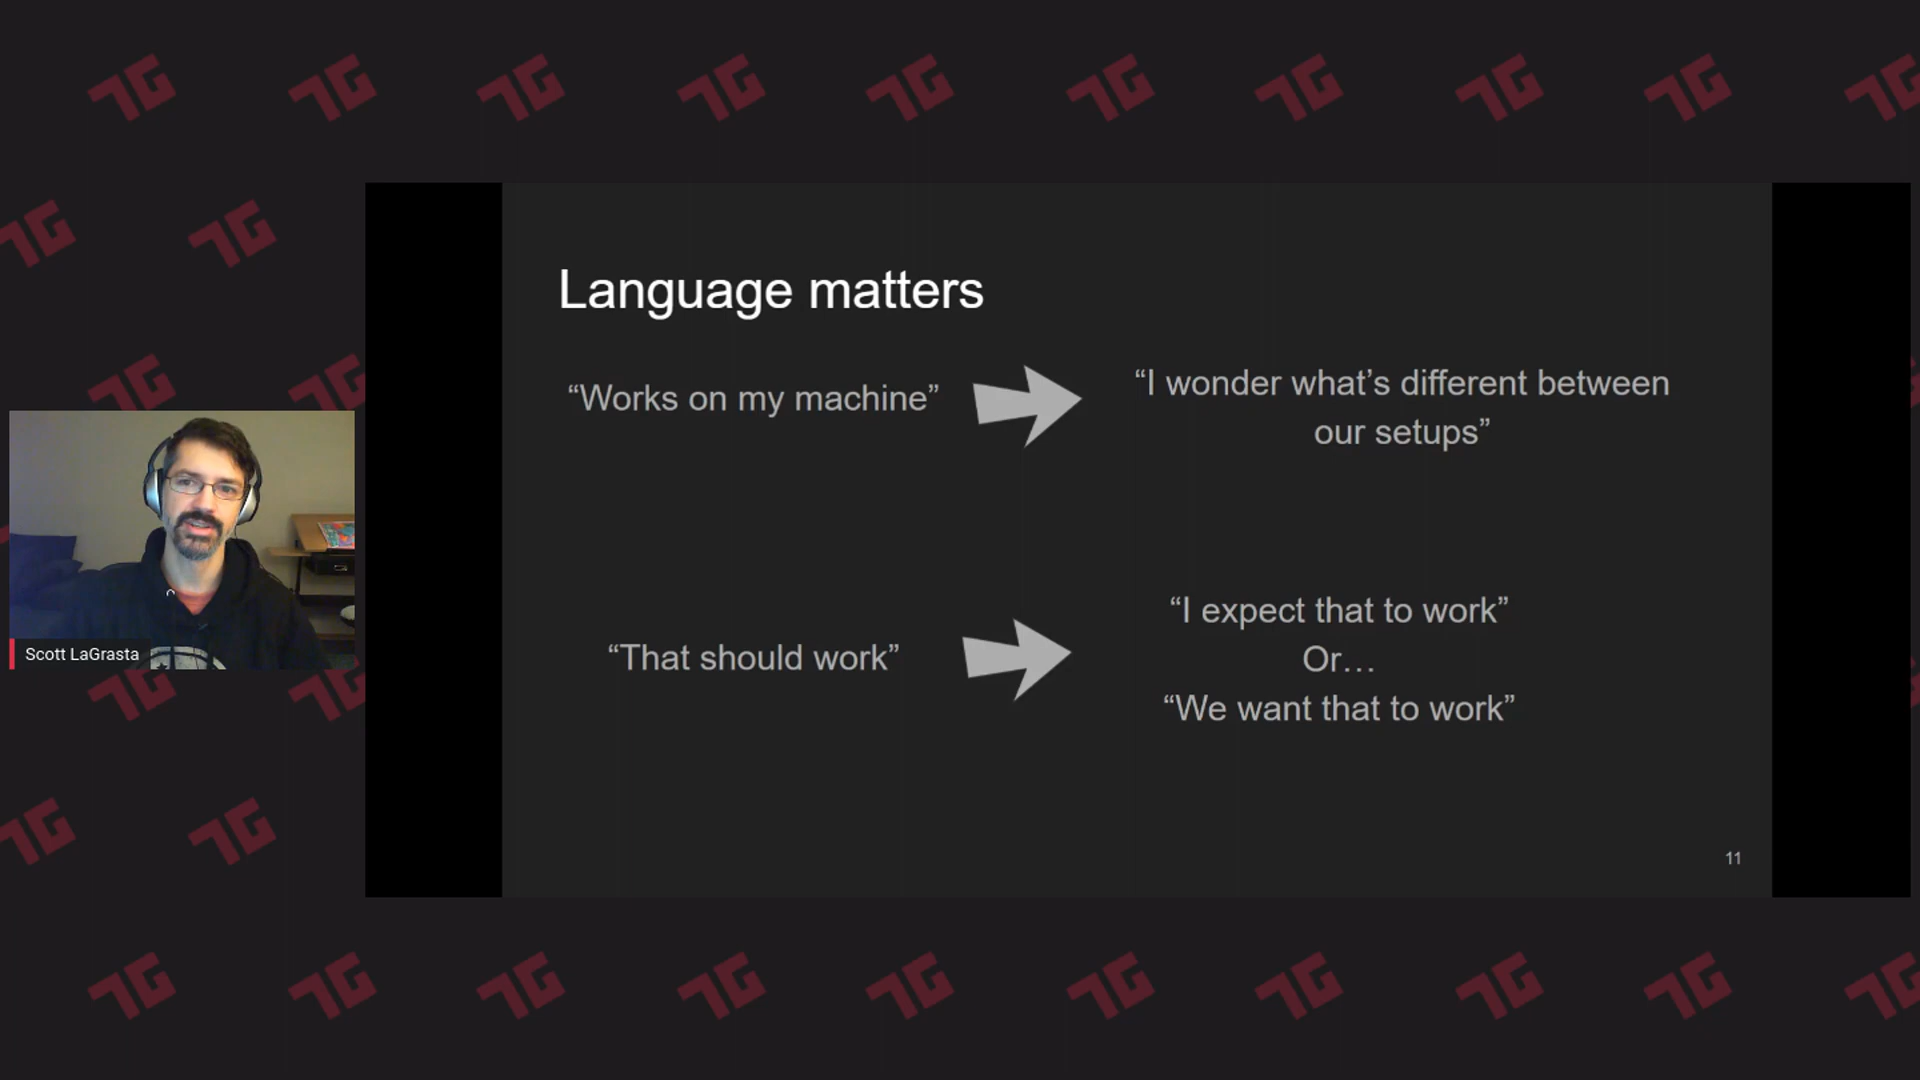 Language matters
“Works on my machine”
“I wonder what’s different between
our setups”
“That should work”
“I expect that to work”
Or…
“We want that to work”
Scott LaGrasta
11